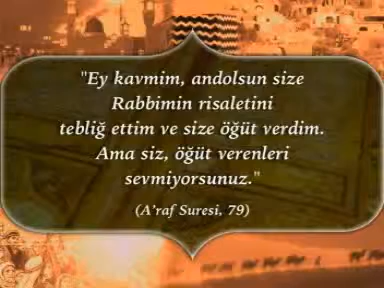 "Ey kavmim, andolsun size
Rabbimin risaletini
tebliğ ettim ve size öğüt verdim.
Ama siz, öğüt verenleri
sevmiyorsunuz."
(A'raf Suresi, 79)